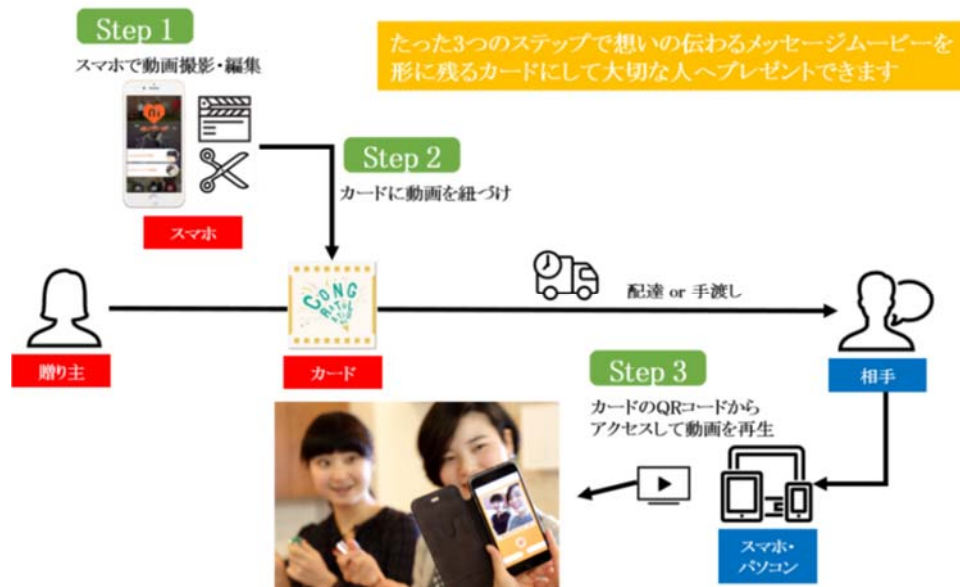 Step 1
スマホで動画撮影・編集
たった3つのステップで想いの伝わるメッセージムービーを
形に残るカードにして大切な人へプレゼントできます
ni
スマホ
Step 2
カードに動画を紐づけ
CONG
配達 or 手渡し
贈り主
カード
相手
Step 3
カードのQRコードから
アクセスして動画を再生
スマホ・
パソコン